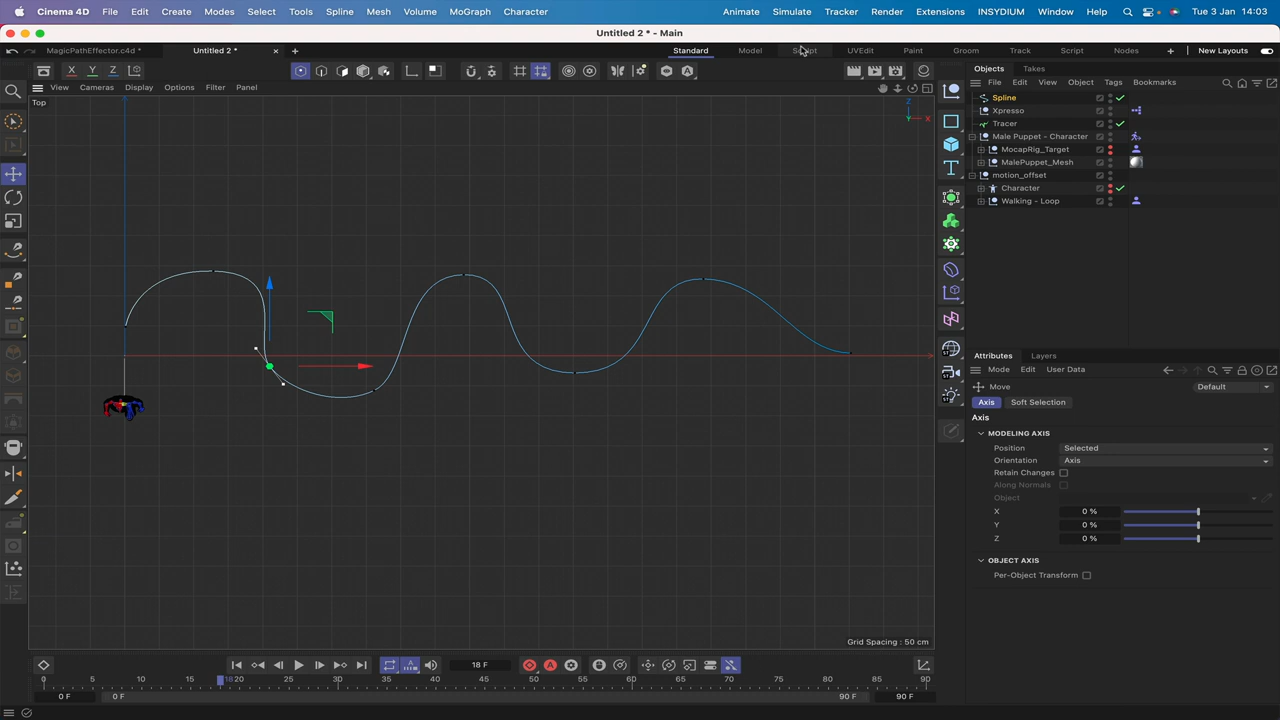 Cinema 4D File Edit Create Modes Select Tools Spline Mesh Volume MoGraph Character Animate Simulate Tracker Render Extensions INSYDIUM Window Help Tue 3 Jan 14:03
Untitled 2 * - Main
MagicPathEffector.c4d * Untitled 2 * Standard Model Sculpt UVEdit Paint Groom Track Script Nodes New Layouts
X Y Z
Objects Takes
View Cameras Display Options Filter Panel
File Edit View Object Tags Bookmarks
Top
Z
Y X
Spline
Xpresso
Tracer
Male Puppet - Character
MocapRig_Target
MalePuppet_Mesh
motion_offset
Character
Walking - Loop
Attributes Layers
Mode Edit User Data
Move Default
Axis Soft Selection
Axis
MODELING AXIS
Position Selected
Orientation Axis
Retain Changes
Along Normals
Object
X 0 %
Y 0 %
Z 0 %
OBJECT AXIS
Per-Object Transform
Grid Spacing : 50 cm
18 F
0 5 10 15 18 20 25 30 35 40 45 50 55 60 65 70 75 80 85 90
0 F 0 F 90 F 90 F